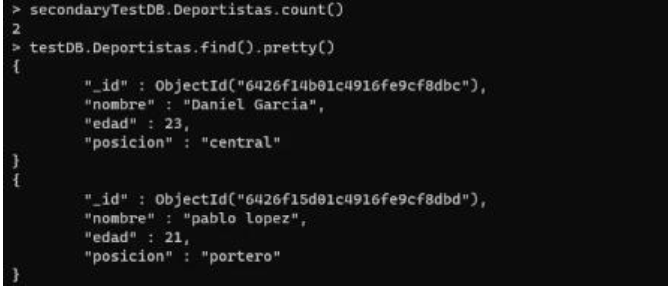 > secondaryTestDB.Deportistas.count()
2
> testDB.Deportistas.find().pretty()
{
"_id" : ObjectId("6426f14b01c4916fe9cf8dbc"),
"nombre" : "Daniel Garcia",
"edad" : 23,
"posicion" : "central"
}
{
"_id" : ObjectId("6426f15d01c4916fe9cf8dbd"),
"nombre" : "pablo lopez",
"edad" : 21,
"posicion" : "portero"
}